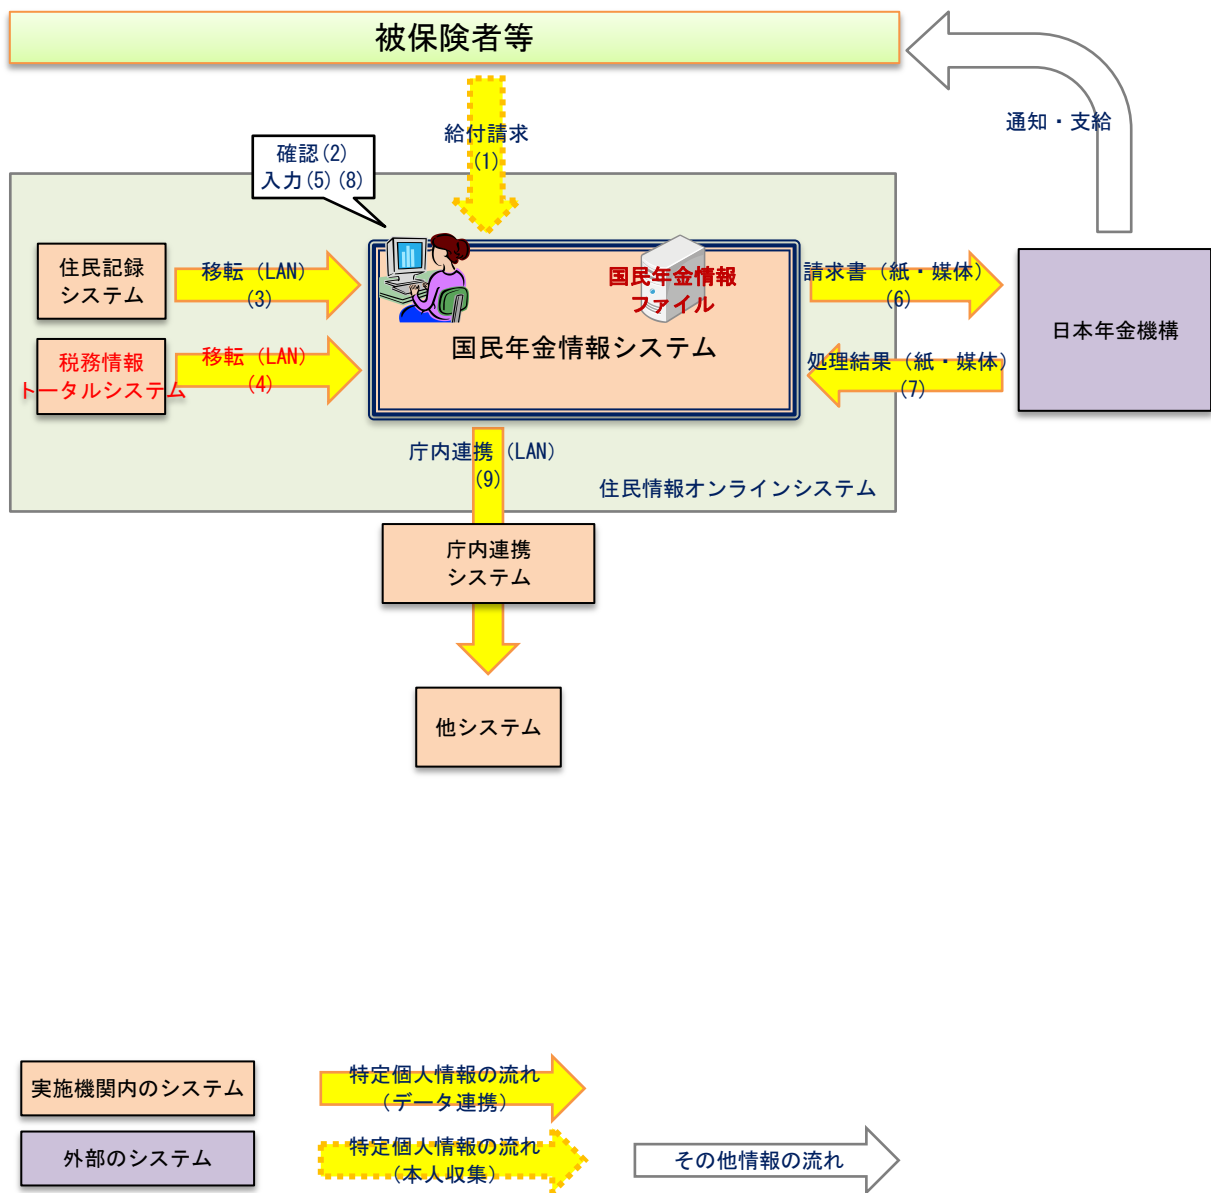 被保険者等
通知・支給
給付請求
(1)
確認(2)
入力(5)(8)
住民記録
システム
移転（LAN）
(3)
国民年金情報
ファイル
請求書（紙・媒体）
(6)
日本年金機構
国民年金情報システム
税務情報
トータルシステム
移転（LAN）
(4)
処理結果（紙・媒体）
(7)
庁内連携（LAN）
(9)
住民情報オンラインシステム
庁内連携
システム
他システム
実施機関内のシステム
特定個人情報の流れ
（データ連携）
外部のシステム
特定個人情報の流れ
（本人収集）
その他情報の流れ